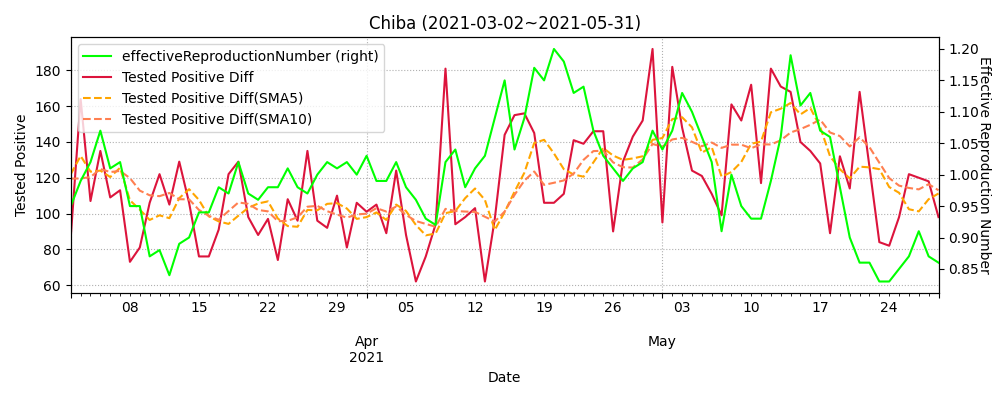 Chiba (2021-03-02~2021-05-31)
effectiveReproductionNumber (right)
Tested Positive Diff
Tested Positive Diff(SMA5)
Tested Positive Diff(SMA10)
Tested Positive
180
160
140
120
100
80
60
1.20
1.15
1.10
1.05
1.00
0.95
0.90
0.85
Effective Reproduction Number
08 15 22 29 05 12 19 26 03 10 17 24
Apr May
2021
Date